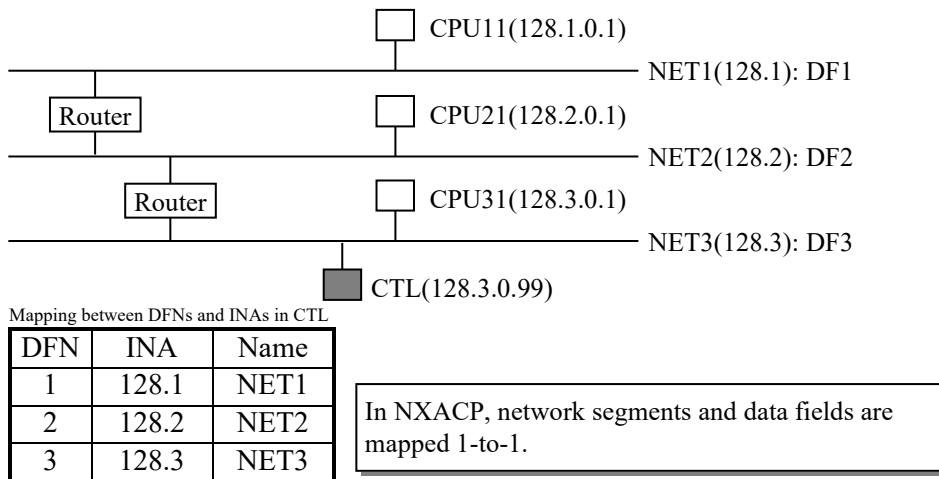 CPU11(128.1.0.1)
NET1(128.1): DF1
Router
CPU21(128.2.0.1)
NET2(128.2): DF2
Router
CPU31(128.3.0.1)
NET3(128.3): DF3
CTL(128.3.0.99)
Mapping between DFNs and INAs in CTL
DFN INA Name
1 128.1 NET1
2 128.2 NET2
3 128.3 NET3
In NXACP, network segments and data fields are
mapped 1-to-1.